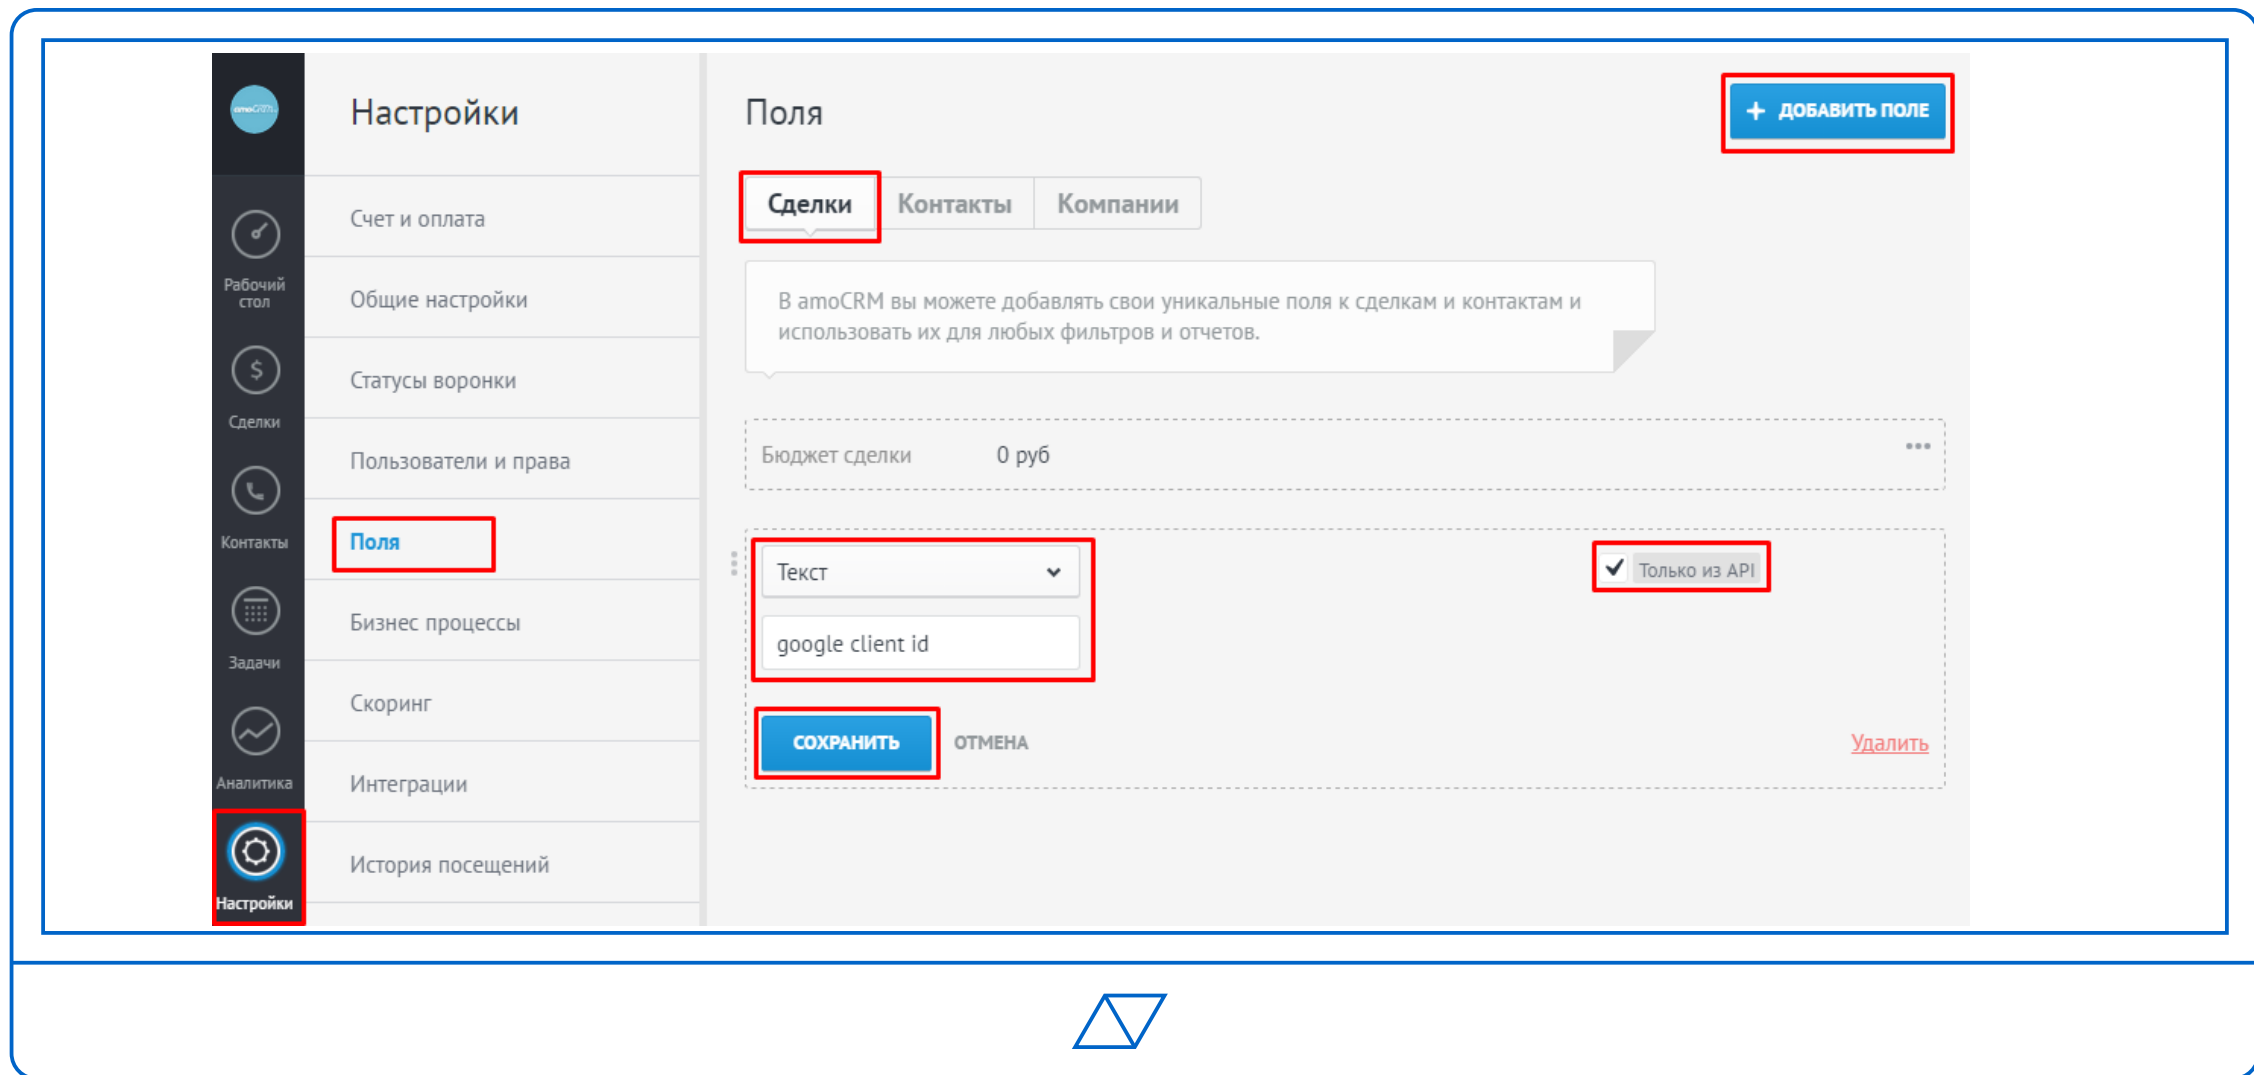 amoCRM.
Настройки
Поля
+ ДОБАВИТЬ ПОЛЕ
Рабочий
стол
Сделки
Контакты
Задачи
Аналитика
Настройки
Счет и оплата
Общие настройки
Статусы воронки
Пользователи и права
Поля
Бизнес процессы
Скоринг
Интеграции
История посещений
Сделки Контакты Компании
В amoCRM вы можете добавлять свои уникальные поля к сделкам и контактам и
использовать их для любых фильтров и отчетов.
Бюджет сделки 0 руб
Текст
Только из API
google client id
СОХРАНИТЬ ОТМЕНА
Удалить